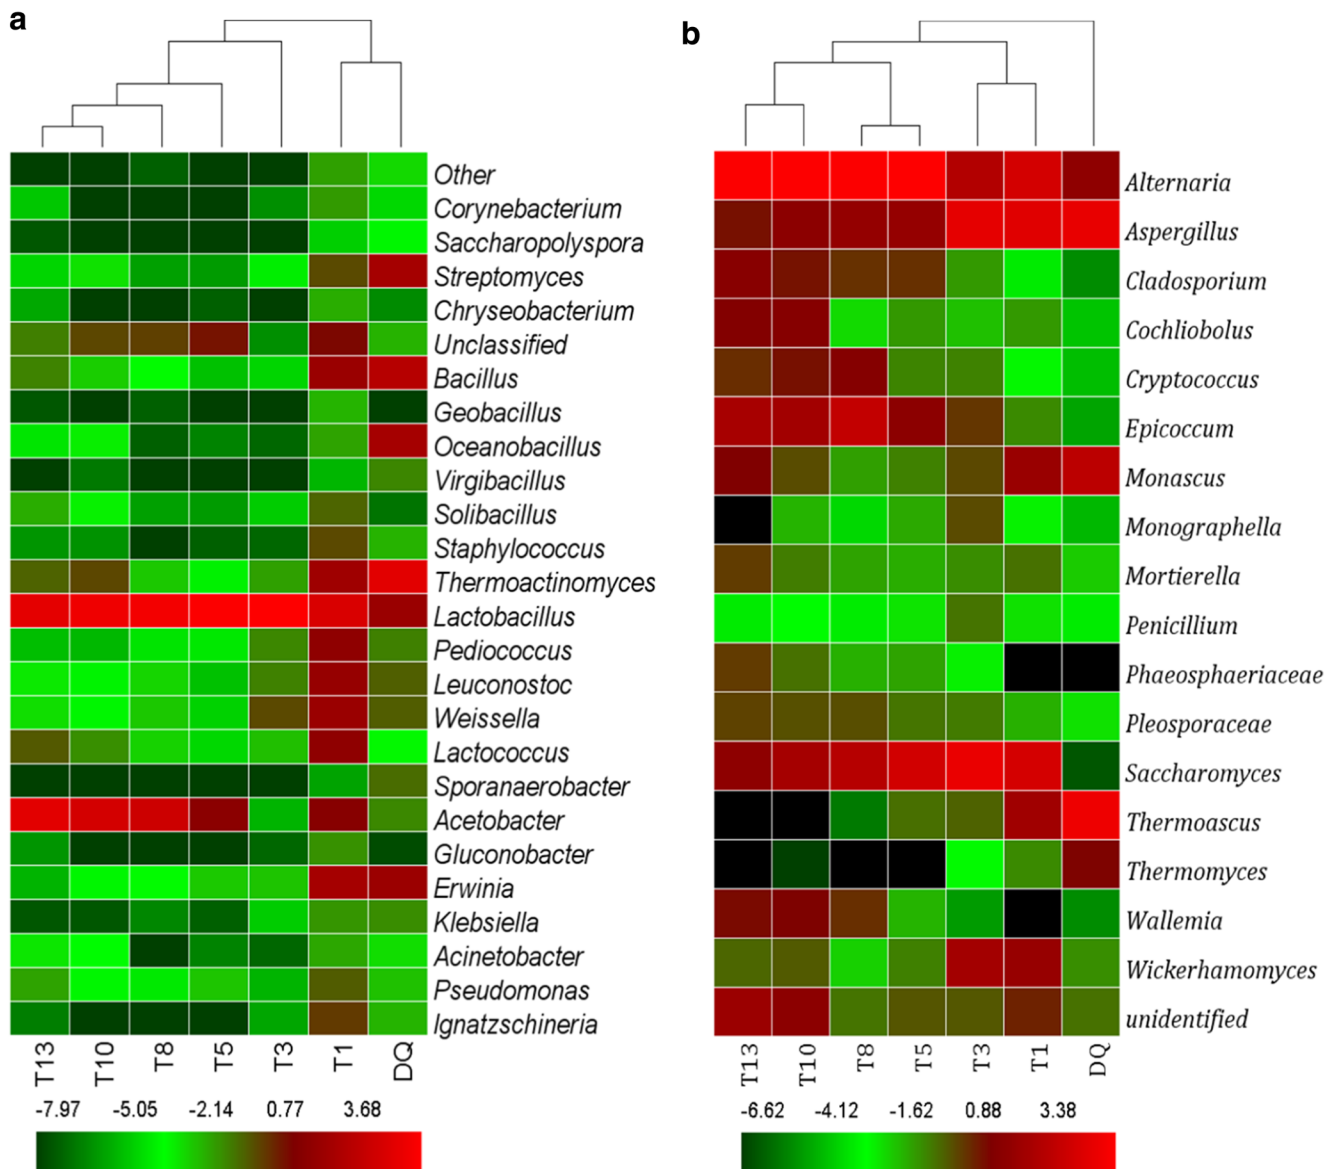 a
Other
Corynebacterium
Saccharopolyspora
Streptomyces
Chryseobacterium
Unclassified
Bacillus
Geobacillus
Oceanobacillus
Virgibacillus
Solibacillus
Staphylococcus
Thermoactinomyces
Lactobacillus
Pediococcus
Leuconostoc
Weissella
Lactococcus
Sporanaerobacter
Acetobacter
Gluconobacter
Erwinia
Klebsiella
Acinetobacter
Pseudomonas
Ignatzschineria
T13 T10 T8 T5 T3 T1 DQ
-7.97 -5.05 -2.14 0.77 3.68
b
Alternaria
Aspergillus
Cladosporium
Cochliobolus
Cryptococcus
Epicoccum
Monascus
Monographella
Mortierella
Penicillium
Phaeosphaeriaceae
Pleosporaceae
Saccharomyces
Thermoascus
Thermomyces
Wallemia
Wickerhamomyces
unidentified
T13 T10 T8 T5 T3 T1 DQ
-6.62 -4.12 -1.62 0.88 3.38